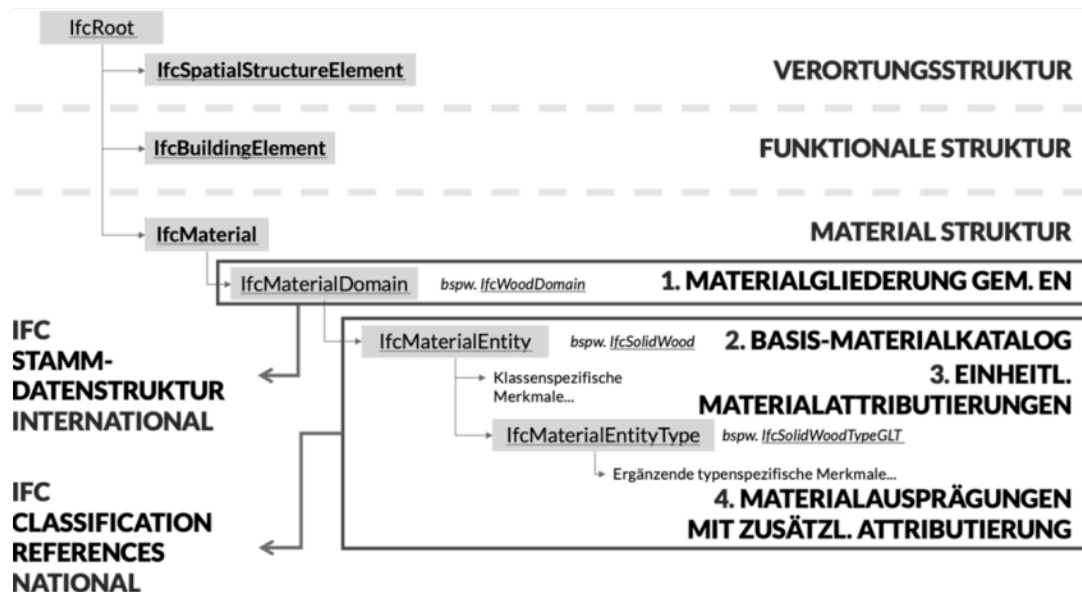 IfcRoot
IfcSpatialStructureElement
VERORTUNGSSTRUKTUR
IfcBuildingElement
FUNKTIONALE STRUKTUR
IfcMaterial
MATERIAL STRUKTUR
IfcMaterialDomain
bspw. IfcWoodDomain
1. MATERIALGLIEDERUNG GEM. EN
IFC
STAMM-
DATENSTRUKTUR
INTERNATIONAL
IfcMaterialEntity
bspw. IfcSolidWood
2. BASIS-MATERIALKATALOG
Klassenspezifische
Merkmale...
3. EINHEITL.
MATERIALATTRIBUTIERUNGEN
IfcMaterialEntityType
bspw. IfcSolidWoodTypeGLT
Ergänzende typenspezifische Merkmale...
4. MATERIALAUSPRÄGUNGEN
MIT ZUSÄTZL. ATTRIBUTIERUNG
IFC
CLASSIFICATION
REFERENCES
NATIONAL